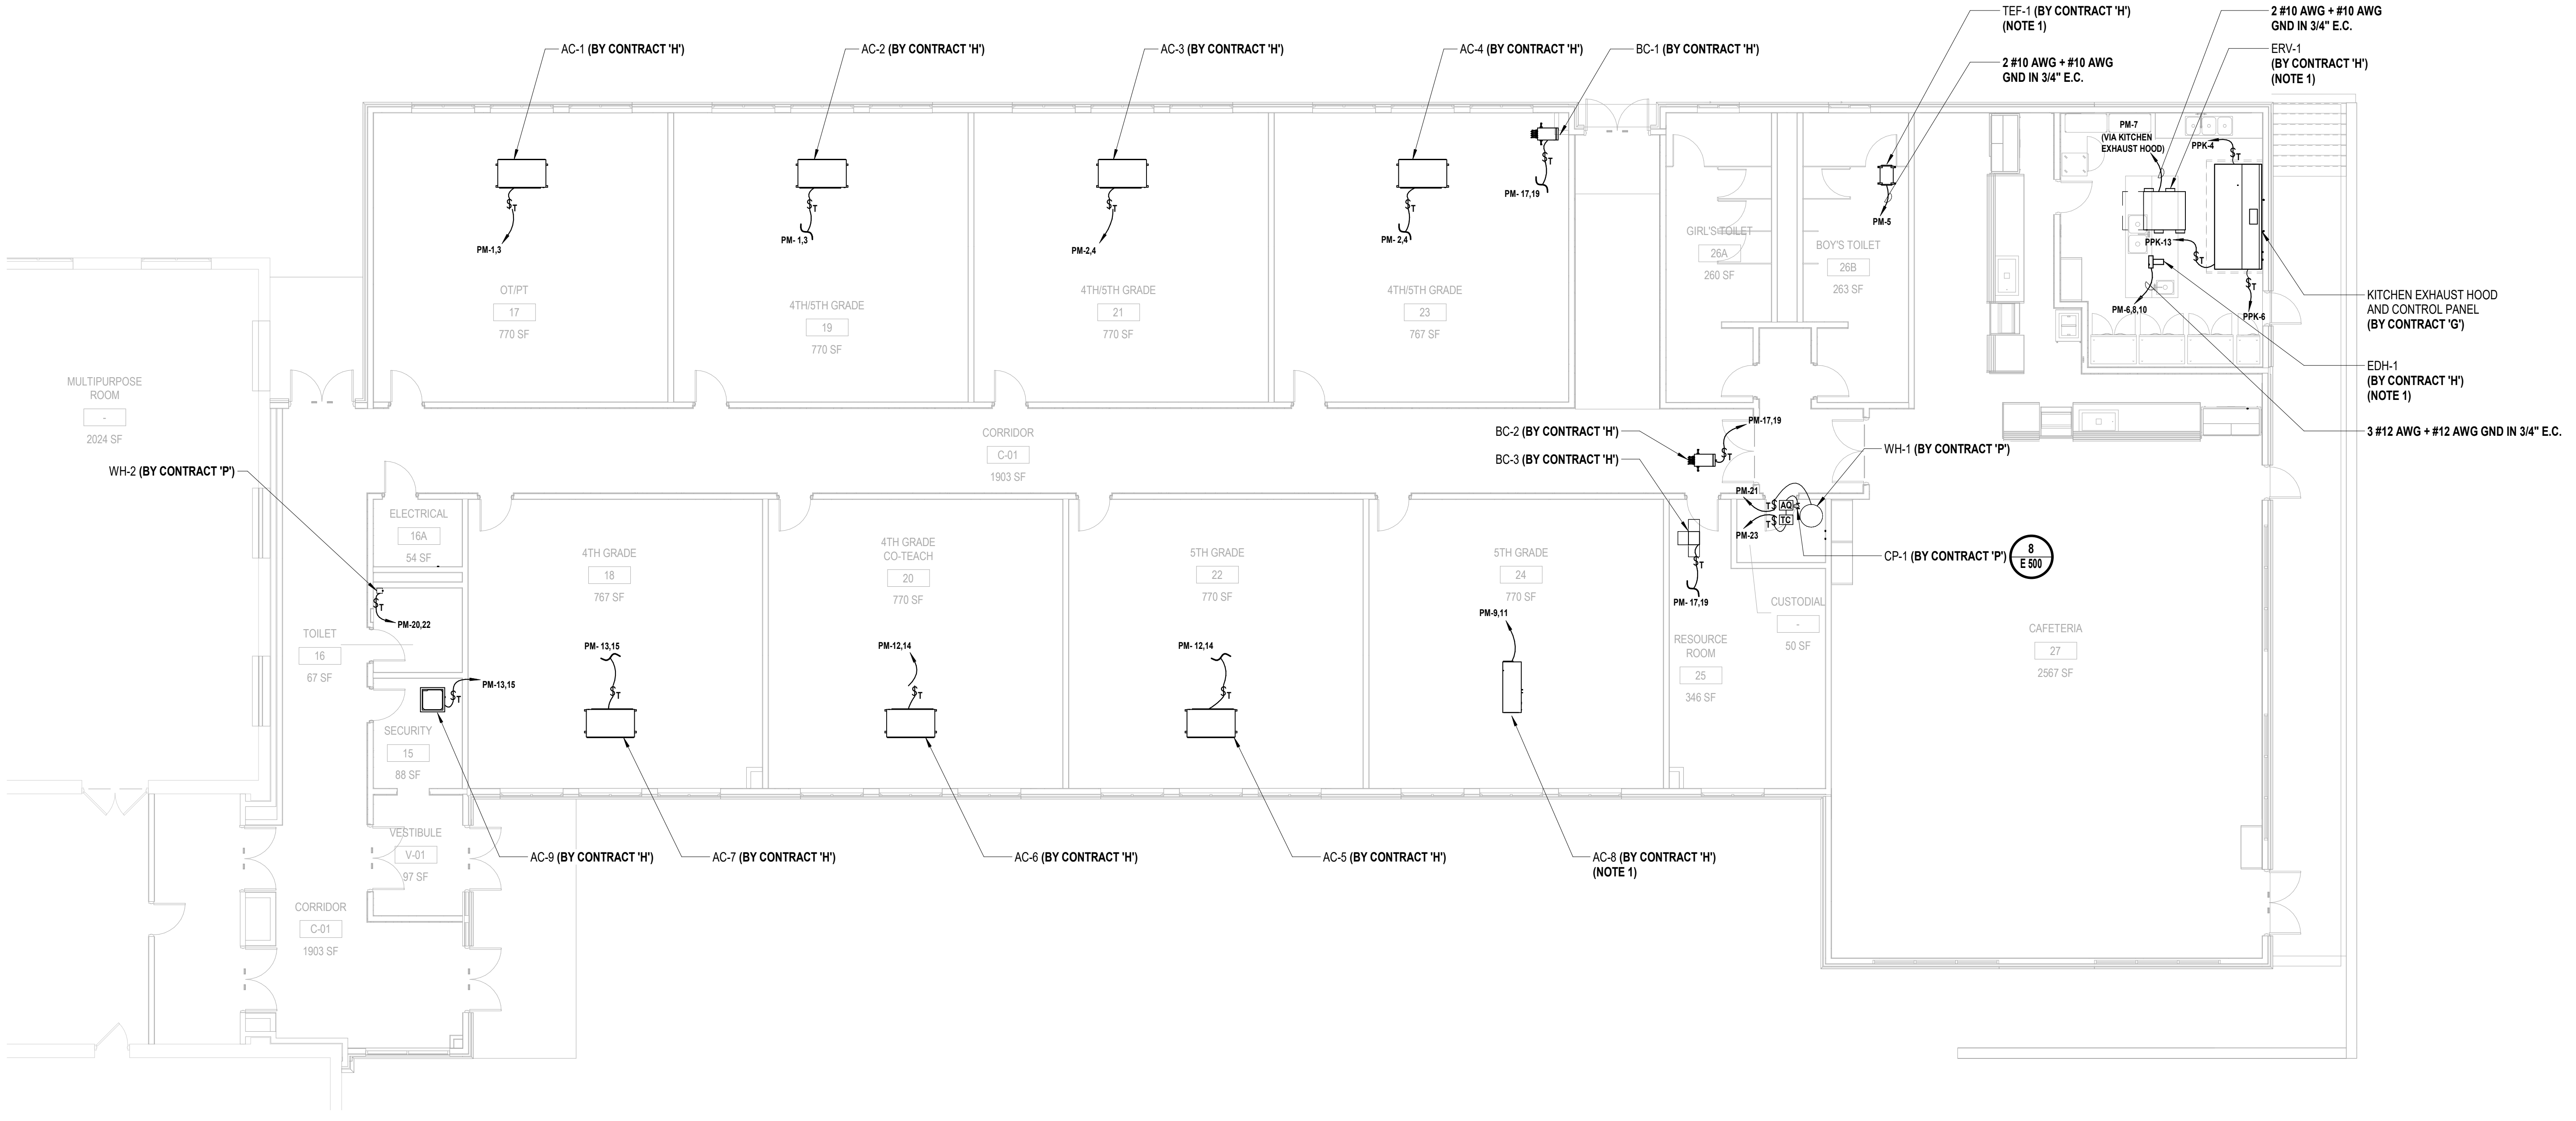 TEF-1 (BY CONTRACT 'H')
(NOTE 1)
2 #10 AWG + #10 AWG
GND IN 3/4" E.C.
AC-1 (BY CONTRACT 'H')
AC-2 (BY CONTRACT 'H')
AC-3 (BY CONTRACT 'H')
AC-4 (BY CONTRACT 'H')
BC-1 (BY CONTRACT 'H')
2 #10 AWG + #10 AWG
GND IN 3/4" E.C.
ERV-1
(BY CONTRACT 'H')
(NOTE 1)
PM-7
(VIA KITCHEN
EXHAUST HOOD)
PPK-4
$T
$T
$T
$T
$T
$T
PM-1,3
PM- 1,3
PM-2,4
PM- 2,4
PM- 17,19
PM-5
PPK-13
$T
$T
PM-6,8,10
PPK-6
GIRL'S TOILET
26A
260 SF
BOY'S TOILET
26B
263 SF
OT/PT
17
770 SF
4TH/5TH GRADE
19
770 SF
4TH/5TH GRADE
21
770 SF
4TH/5TH GRADE
23
767 SF
KITCHEN EXHAUST HOOD
AND CONTROL PANEL
(BY CONTRACT 'G')
EDH-1
(BY CONTRACT 'H')
(NOTE 1)
3 #12 AWG + #12 AWG GND IN 3/4" E.C.
MULTIPURPOSE
ROOM
-
2024 SF
CORRIDOR
C-01
1903 SF
BC-2 (BY CONTRACT 'H')
PM-17,19
$T
BC-3 (BY CONTRACT 'H')
WH-1 (BY CONTRACT 'P')
WH-2 (BY CONTRACT 'P')
PM-21
T$
AQ
T$
TC
PM-23
CP-1 (BY CONTRACT 'P')
8
E 500
ELECTRICAL
16A
54 SF
4TH GRADE
18
767 SF
4TH GRADE
CO-TEACH
20
770 SF
5TH GRADE
22
770 SF
5TH GRADE
24
770 SF
$T
PM- 17,19
CUSTODIAL
-
50 SF
$T
PM-20,22
TOILET
16
67 SF
PM-9,11
RESOURCE
ROOM
25
346 SF
CAFETERIA
27
2567 SF
PM- 13,15
PM-12,14
PM- 12,14
PM-13,15
$T
$T
$T
$T
SECURITY
15
88 SF
VESTIBULE
V-01
97 SF
AC-9 (BY CONTRACT 'H')
AC-7 (BY CONTRACT 'H')
AC-6 (BY CONTRACT 'H')
AC-5 (BY CONTRACT 'H')
AC-8 (BY CONTRACT 'H')
(NOTE 1)
CORRIDOR
C-01
1903 SF